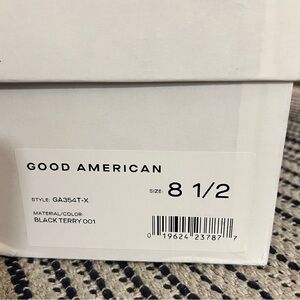 GOOD AMERICAN
STYLE: GA354T-X
SIZE: 8 1/2
MATERIAL/COLOR:
BLACK TERRY 001
0 19624 23787 7